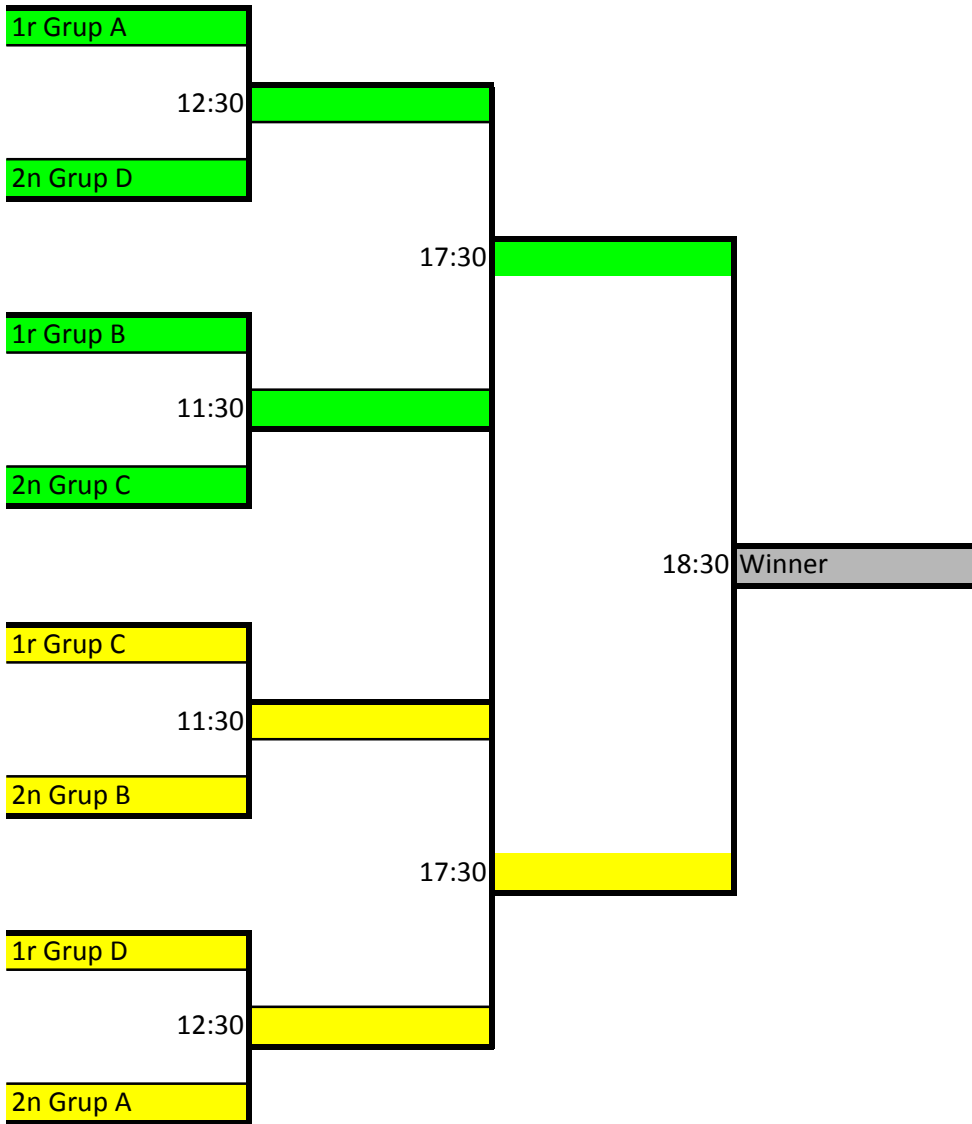 1r Grup A
12:30
2n Grup D
17:30
1r Grup B
11:30
2n Grup C
18:30 Winner
1r Grup C
11:30
2n Grup B
17:30
1r Grup D
12:30
2n Grup A